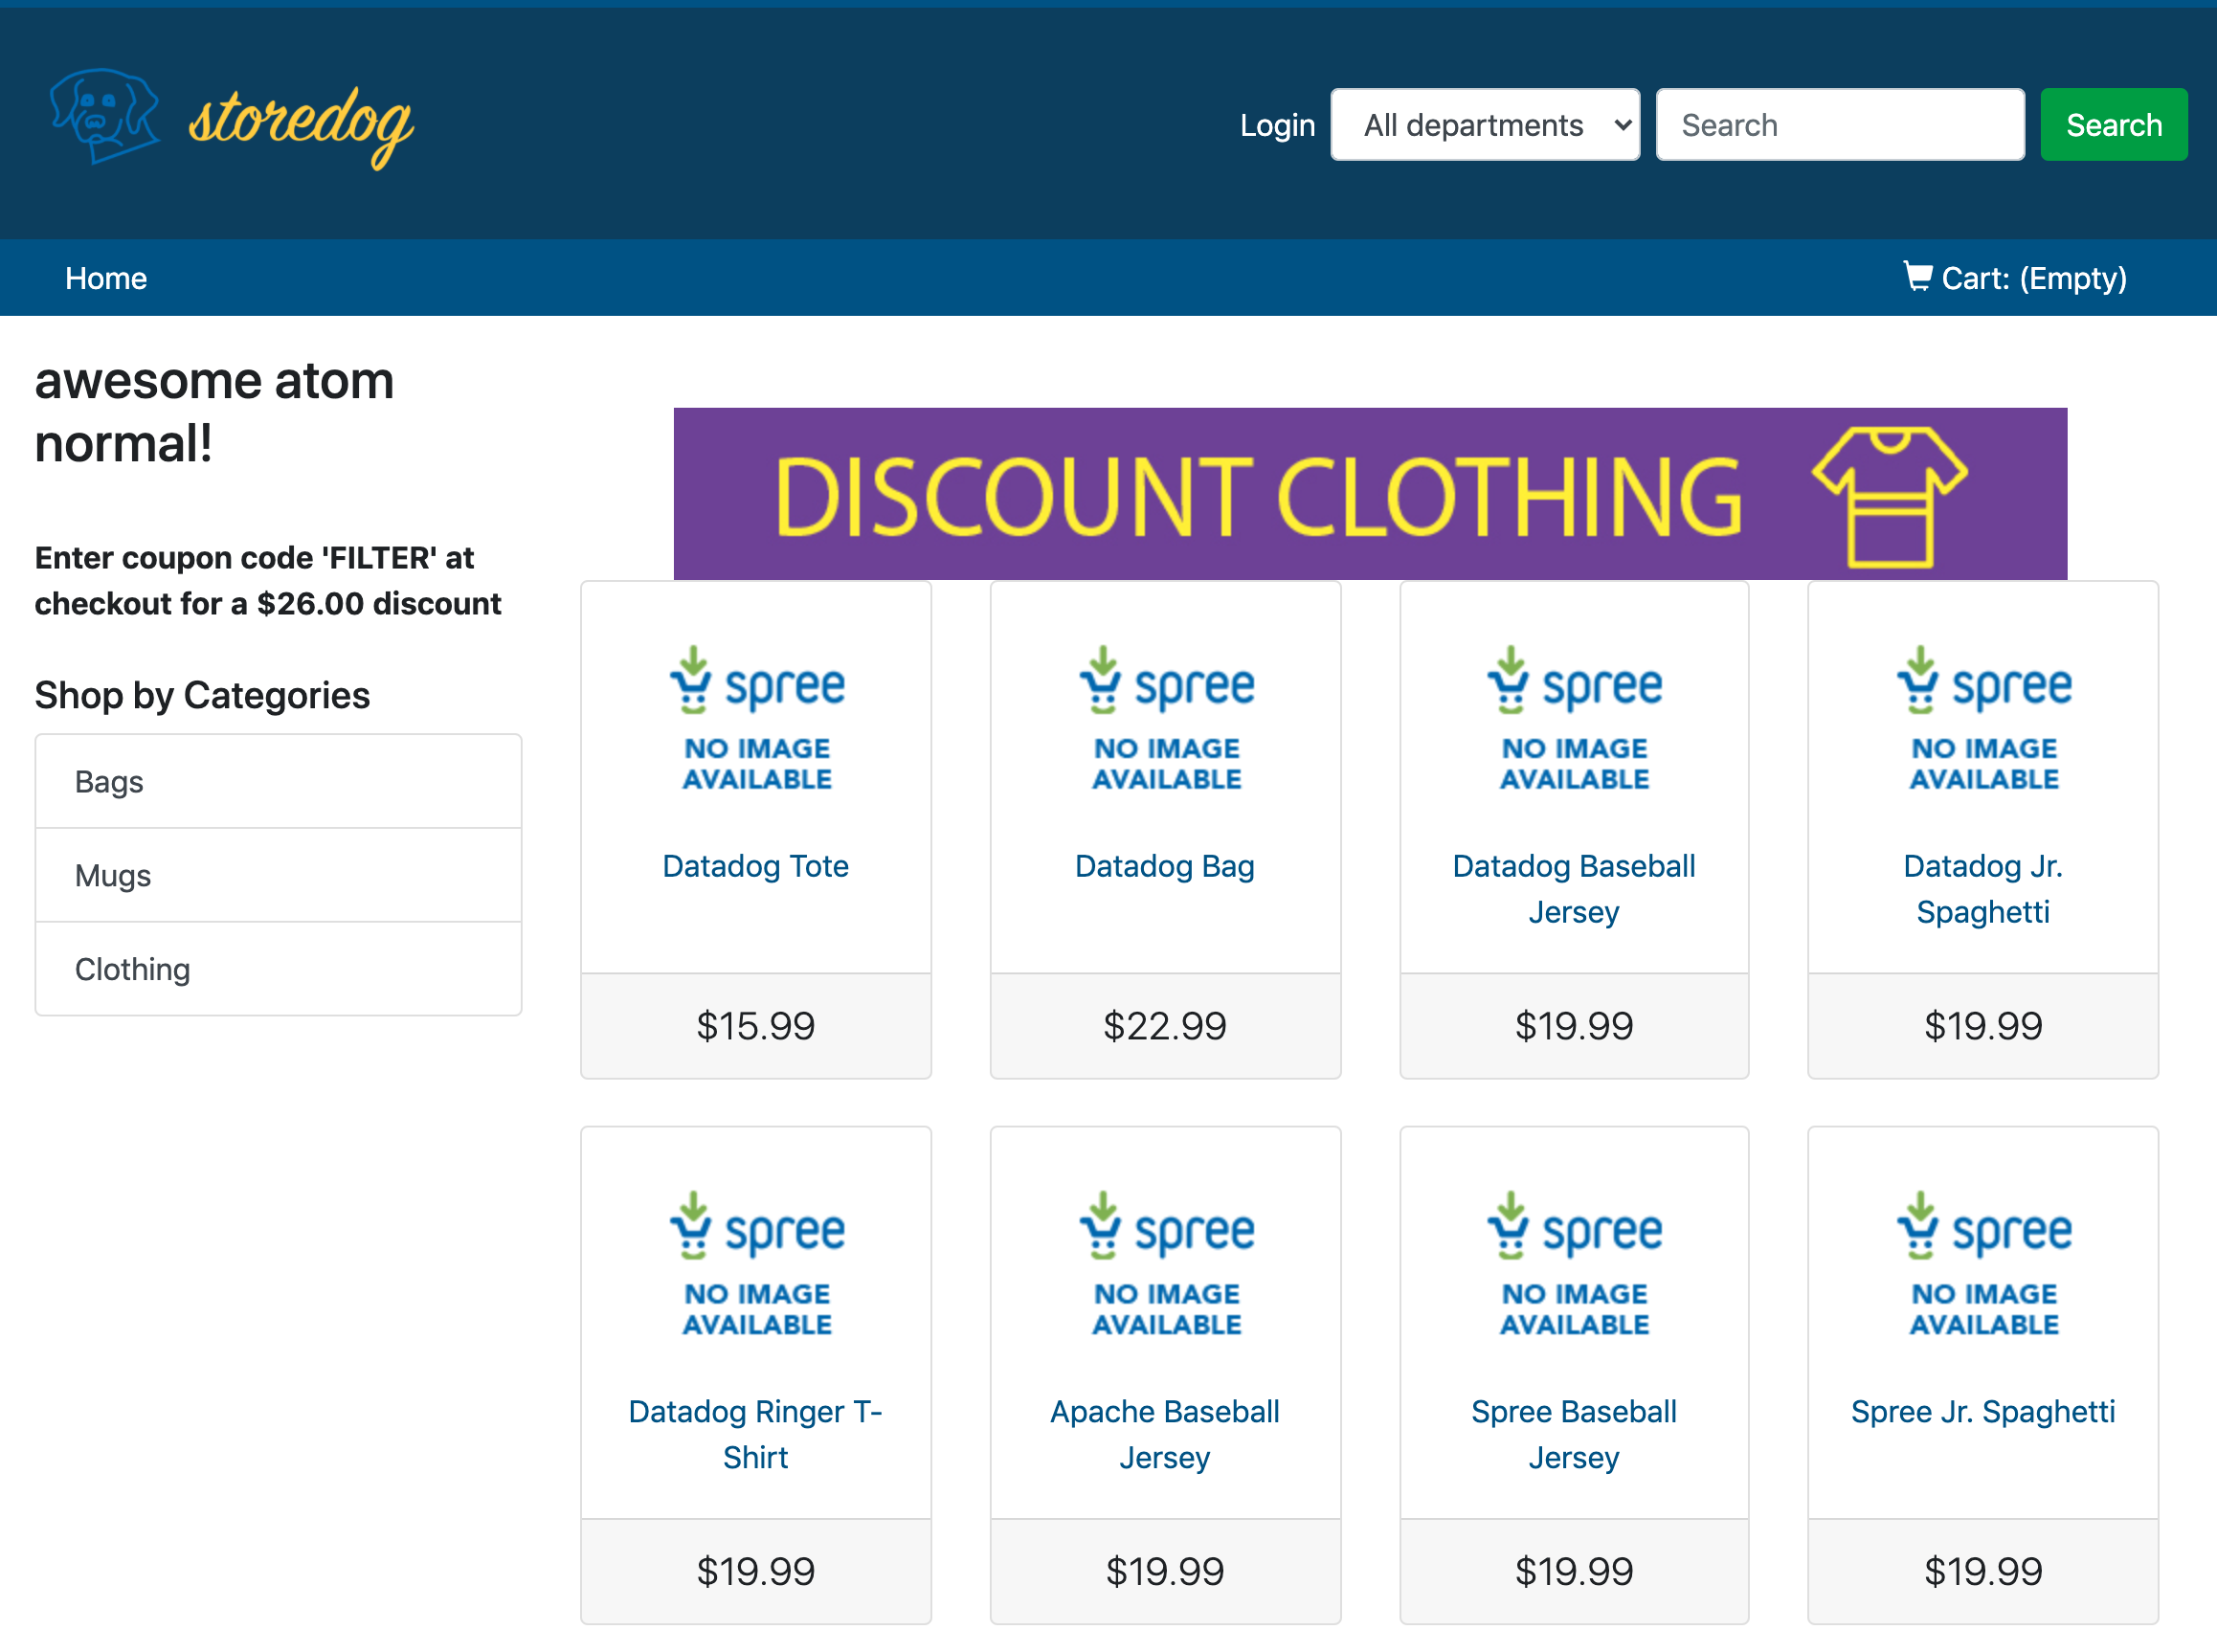 storedog
Login
All departments
Search
Search
Home
Cart: (Empty)
awesome atom
normal!
Enter coupon code 'FILTER' at
checkout for a $26.00 discount
Shop by Categories
Bags
Mugs
Clothing
DISCOUNT CLOTHING
spree
NO IMAGE
AVAILABLE
Datadog Tote
$15.99
spree
NO IMAGE
AVAILABLE
Datadog Bag
$22.99
spree
NO IMAGE
AVAILABLE
Datadog Baseball
Jersey
$19.99
spree
NO IMAGE
AVAILABLE
Datadog Jr.
Spaghetti
$19.99
spree
NO IMAGE
AVAILABLE
Datadog Ringer T-
Shirt
$19.99
spree
NO IMAGE
AVAILABLE
Apache Baseball
Jersey
$19.99
spree
NO IMAGE
AVAILABLE
Spree Baseball
Jersey
$19.99
spree
NO IMAGE
AVAILABLE
Spree Jr. Spaghetti
$19.99